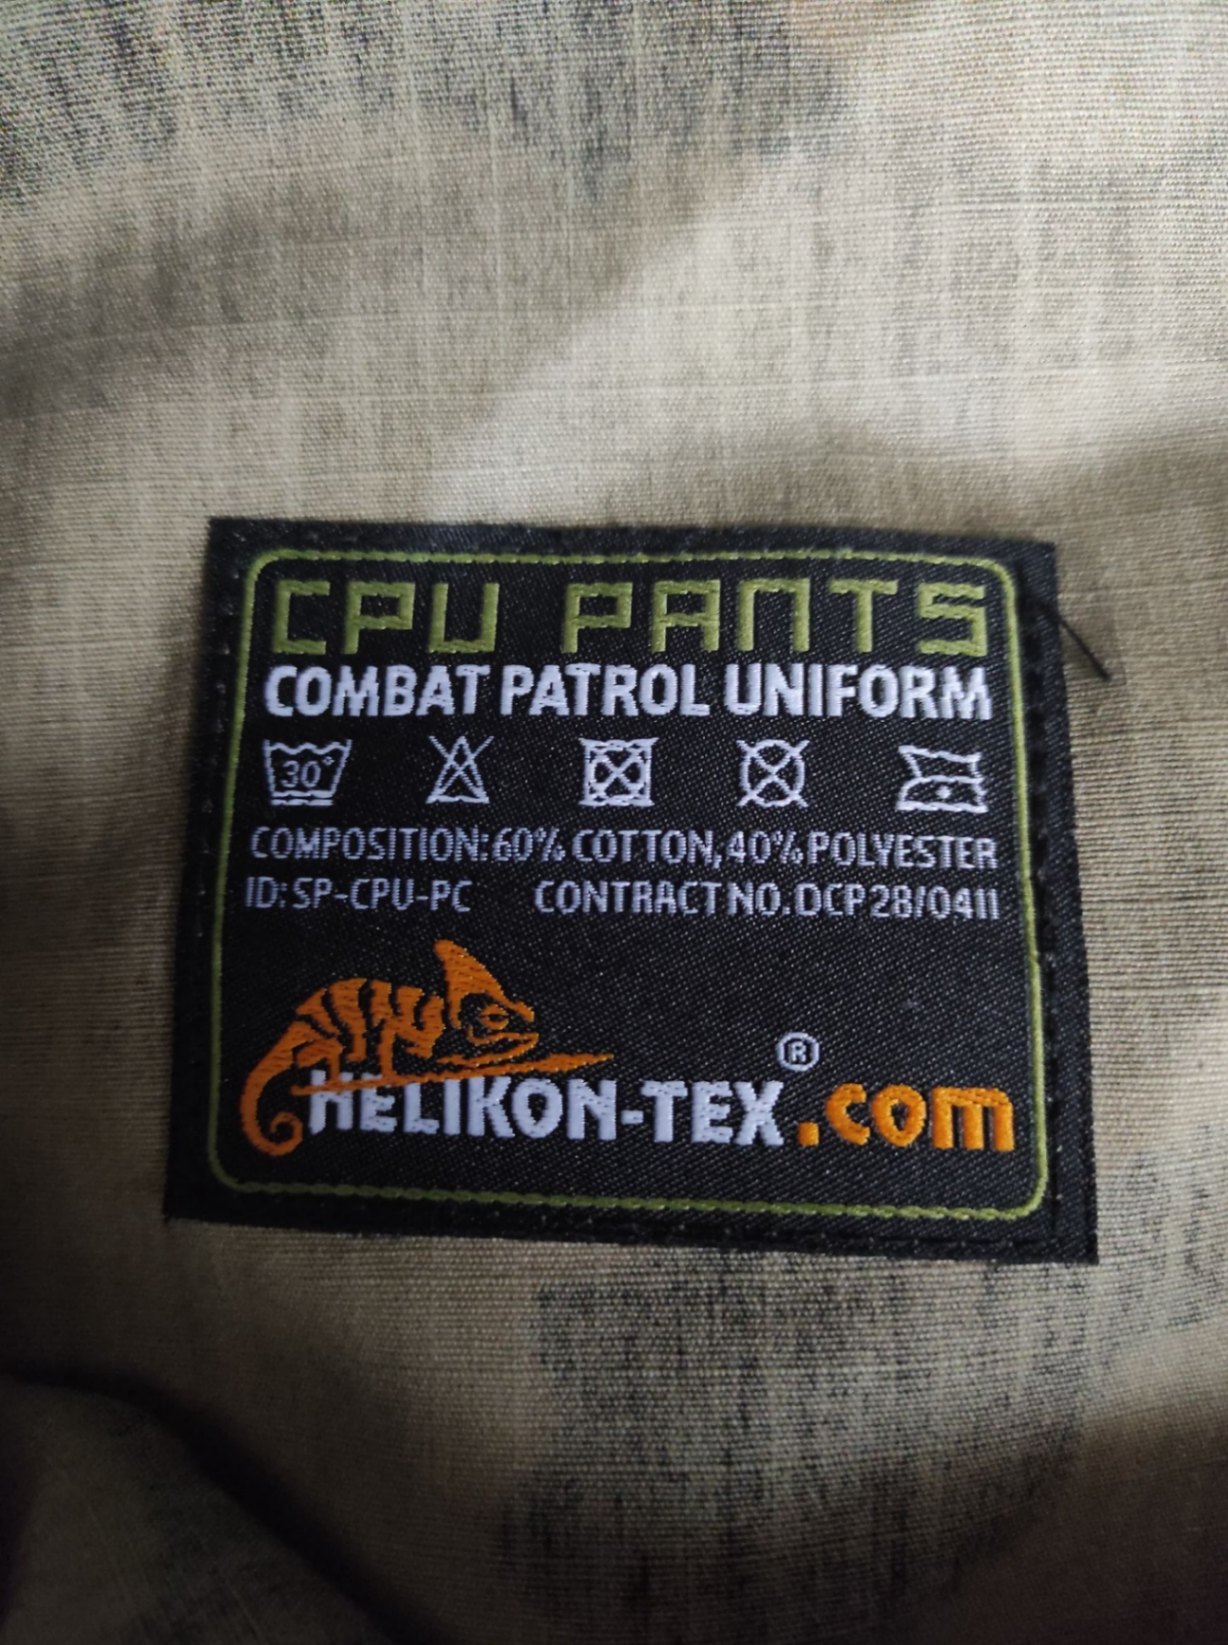 CPU PANTS
COMBAT PATROL UNIFORM
30°
COMPOSITION: 60% COTTON, 40% POLYESTER
ID: SP-CPU-PC CONTRACT NO. DCP 28/0411
®
HELIKON-TEX.com